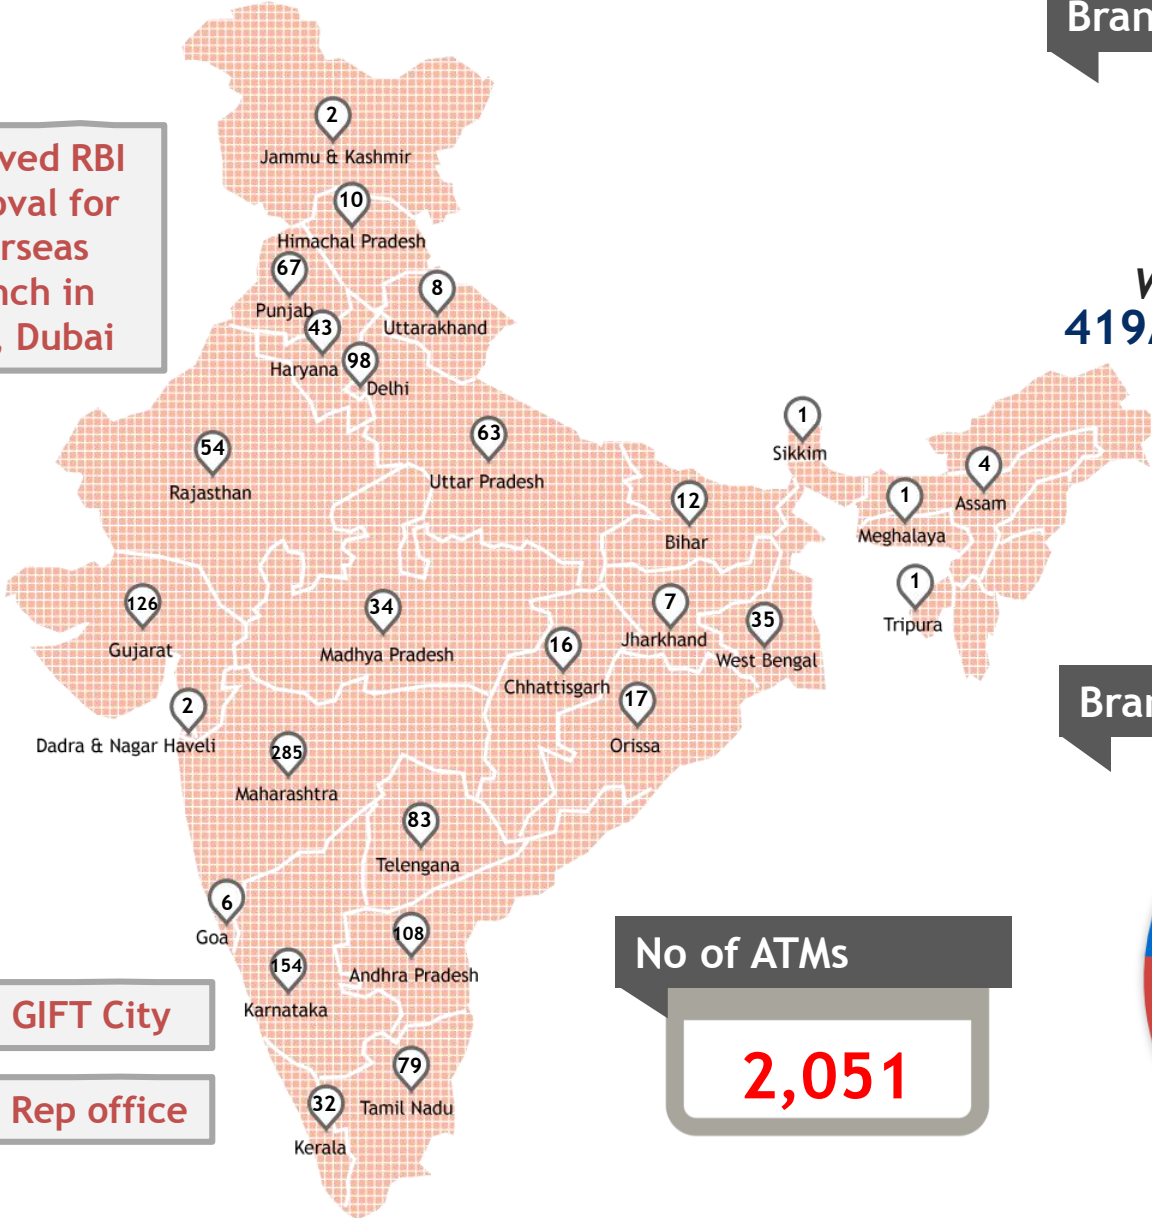 Bran
2
Jammu & Kashmir
ved RBI
oval for
rseas
nch in
, Dubai
10
Himachal Pradesh
67
Punjab
8
Uttarakhand
43
Haryana
98
Delhi
419
54
Rajasthan
63
Uttar Pradesh
1
Sikkim
4
Assam
12
Bihar
1
Meghalaya
126
Gujarat
34
Madhya Pradesh
7
Jharkhand
1
Tripura
16
Chhattisgarh
35
West Bengal
2
Dadra & Nagar Haveli
17
Orissa
Bran
285
Maharashtra
83
Telengana
6
Goa
108
Andhra Pradesh
No of ATMs
154
Karnataka
GIFT City
79
Tamil Nadu
2,051
Rep office
32
Kerala